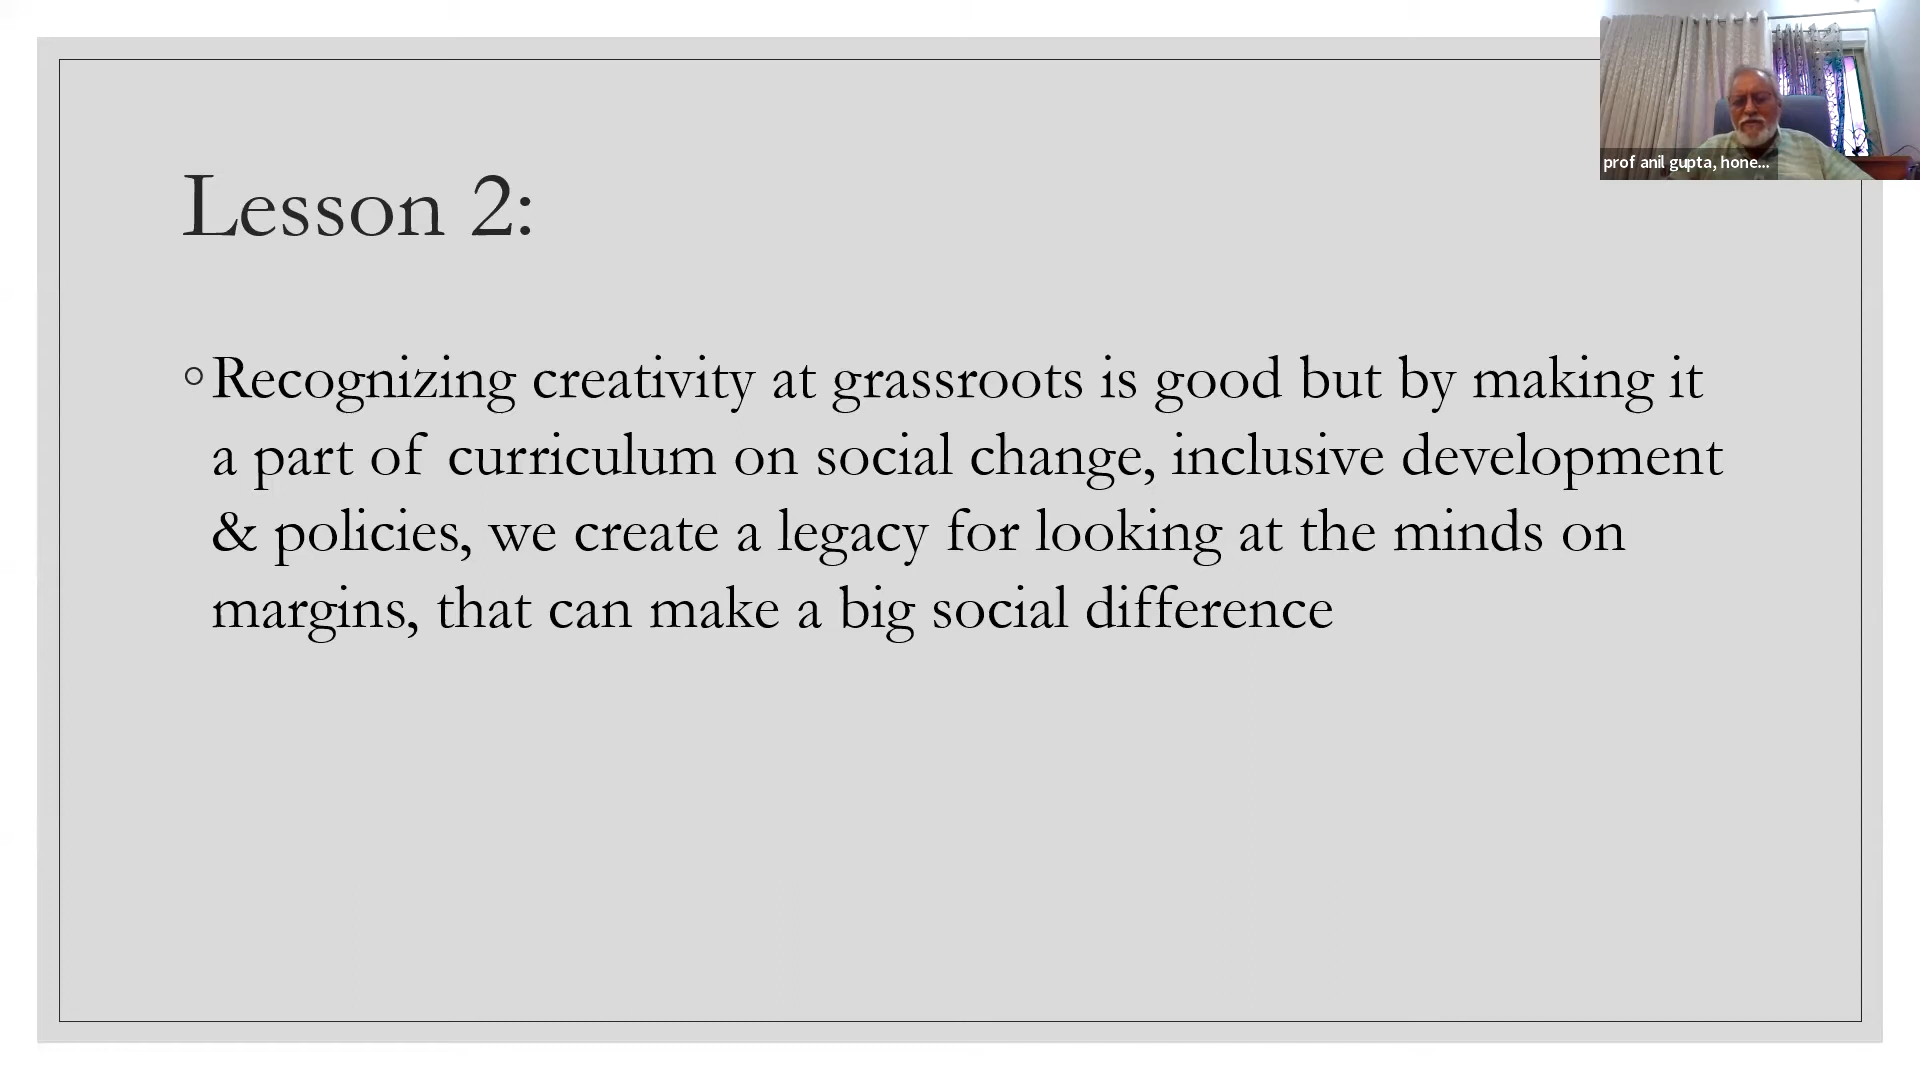 Lesson 2:
◦Recognizing creativity at grassroots is good but by making it
a part of curriculum on social change, inclusive development
& policies, we create a legacy for looking at the minds on
margins, that can make a big social difference
prof anil gupta, hone...